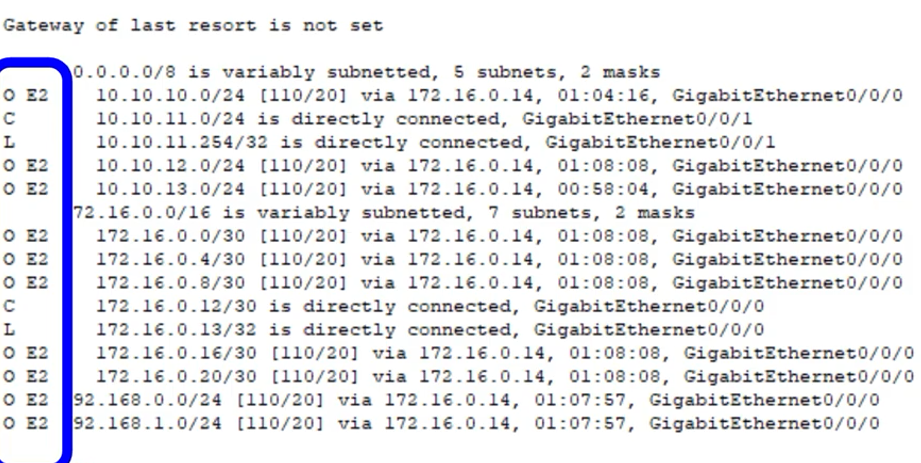 Gateway of last resort is not set
0.0.0.0/8 is variably subnetted, 5 subnets, 2 masks
O E2 10.10.10.0/24 [110/20] via 172.16.0.14, 01:04:16, GigabitEthernet0/0/0
C 10.10.11.0/24 is directly connected, GigabitEthernet0/0/1
L 10.10.11.254/32 is directly connected, GigabitEthernet0/0/1
O E2 10.10.12.0/24 [110/20] via 172.16.0.14, 01:08:08, GigabitEthernet0/0/0
O E2 10.10.13.0/24 [110/20] via 172.16.0.14, 00:58:04, GigabitEthernet0/0/0
72.16.0.0/16 is variably subnetted, 7 subnets, 2 masks
O E2 172.16.0.0/30 [110/20] via 172.16.0.14, 01:08:08, GigabitEthernet0/0/0
O E2 172.16.0.4/30 [110/20] via 172.16.0.14, 01:08:08, GigabitEthernet0/0/0
O E2 172.16.0.8/30 [110/20] via 172.16.0.14, 01:08:08, GigabitEthernet0/0/0
C 172.16.0.12/30 is directly connected, GigabitEthernet0/0/0
L 172.16.0.13/32 is directly connected, GigabitEthernet0/0/0
O E2 172.16.0.16/30 [110/20] via 172.16.0.14, 01:08:08, GigabitEthernet0/0/0
O E2 172.16.0.20/30 [110/20] via 172.16.0.14, 01:08:08, GigabitEthernet0/0/0
O E2 92.168.0.0/24 [110/20] via 172.16.0.14, 01:07:57, GigabitEthernet0/0/0
O E2 92.168.1.0/24 [110/20] via 172.16.0.14, 01:07:57, GigabitEthernet0/0/0